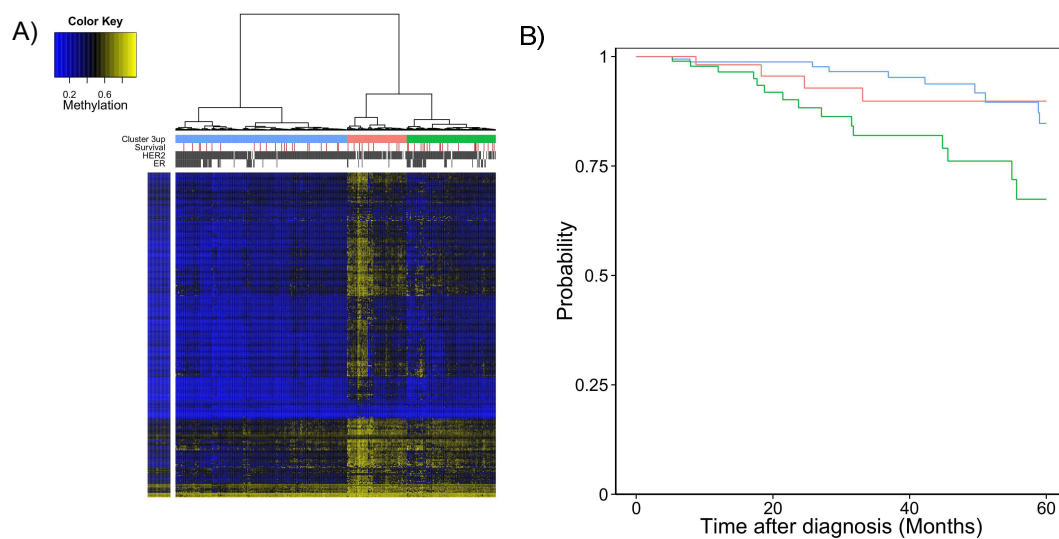 A)
Color Key
0.2 0.6
Methylation
Cluster 3up
Survival
HER2
ER
B)
Probability
1
0.75
0.5
0.25
0
0 20 40 60
Time after diagnosis (Months)